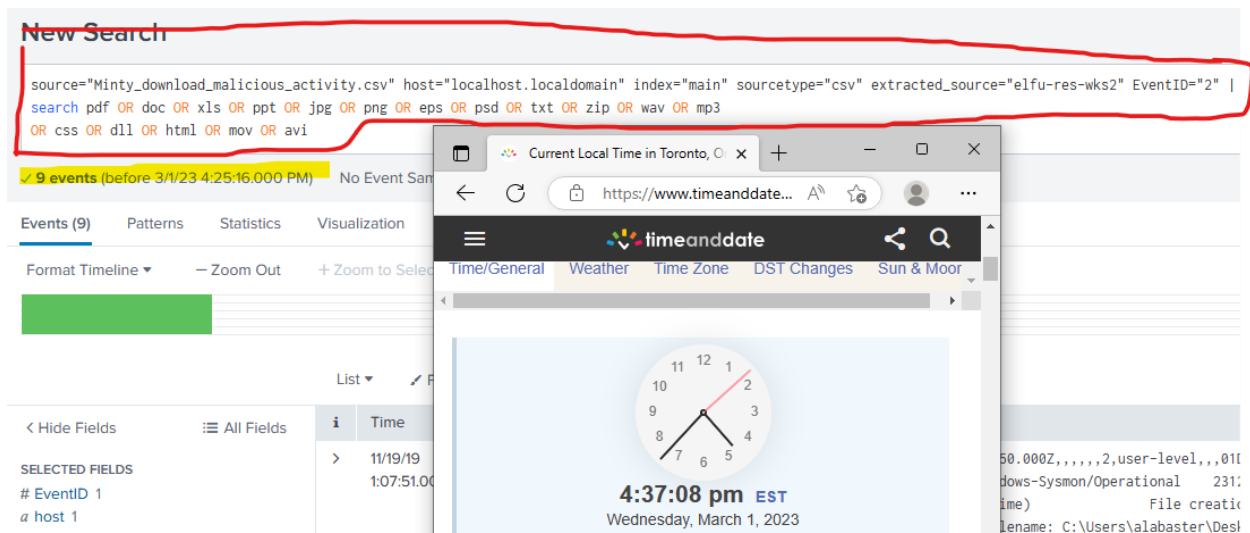 New Search
source="Minty_download_malicious_activity.csv" host="localhost.localdomain" index="main" sourcetype="csv" extracted_source="elfu-res-wks2" EventID="2" |
search pdf OR doc OR xls OR ppt OR jpg OR png OR eps OR psd OR txt OR zip OR wav OR mp3
OR css OR dll OR html OR mov OR avi
✓ 9 events (before 3/1/23 4:25:16.000 PM) No Event Sam
Events (9) Patterns Statistics Visualization
Format Timeline ▾ — Zoom Out + Zoom to Selec
List ▾
< Hide Fields All Fields
i Time
SELECTED FIELDS
# EventID 1
a host 1
> 11/19/19
1:07:51.00
Current Local Time in Toronto, O
https://www.timeanddate...
timeanddate
Time/General Weather Time Zone DST Changes Sun & Moor
12
11 1
10 2
9 3
8 4
7 5
6
4:37:08 pm EST
Wednesday, March 1, 2023
50.000Z,,,,,,2,user-level,,,01D
dows-Sysmon/Operational 2312
ime) File creatio
lename: C:\Users\alabaster\Desk